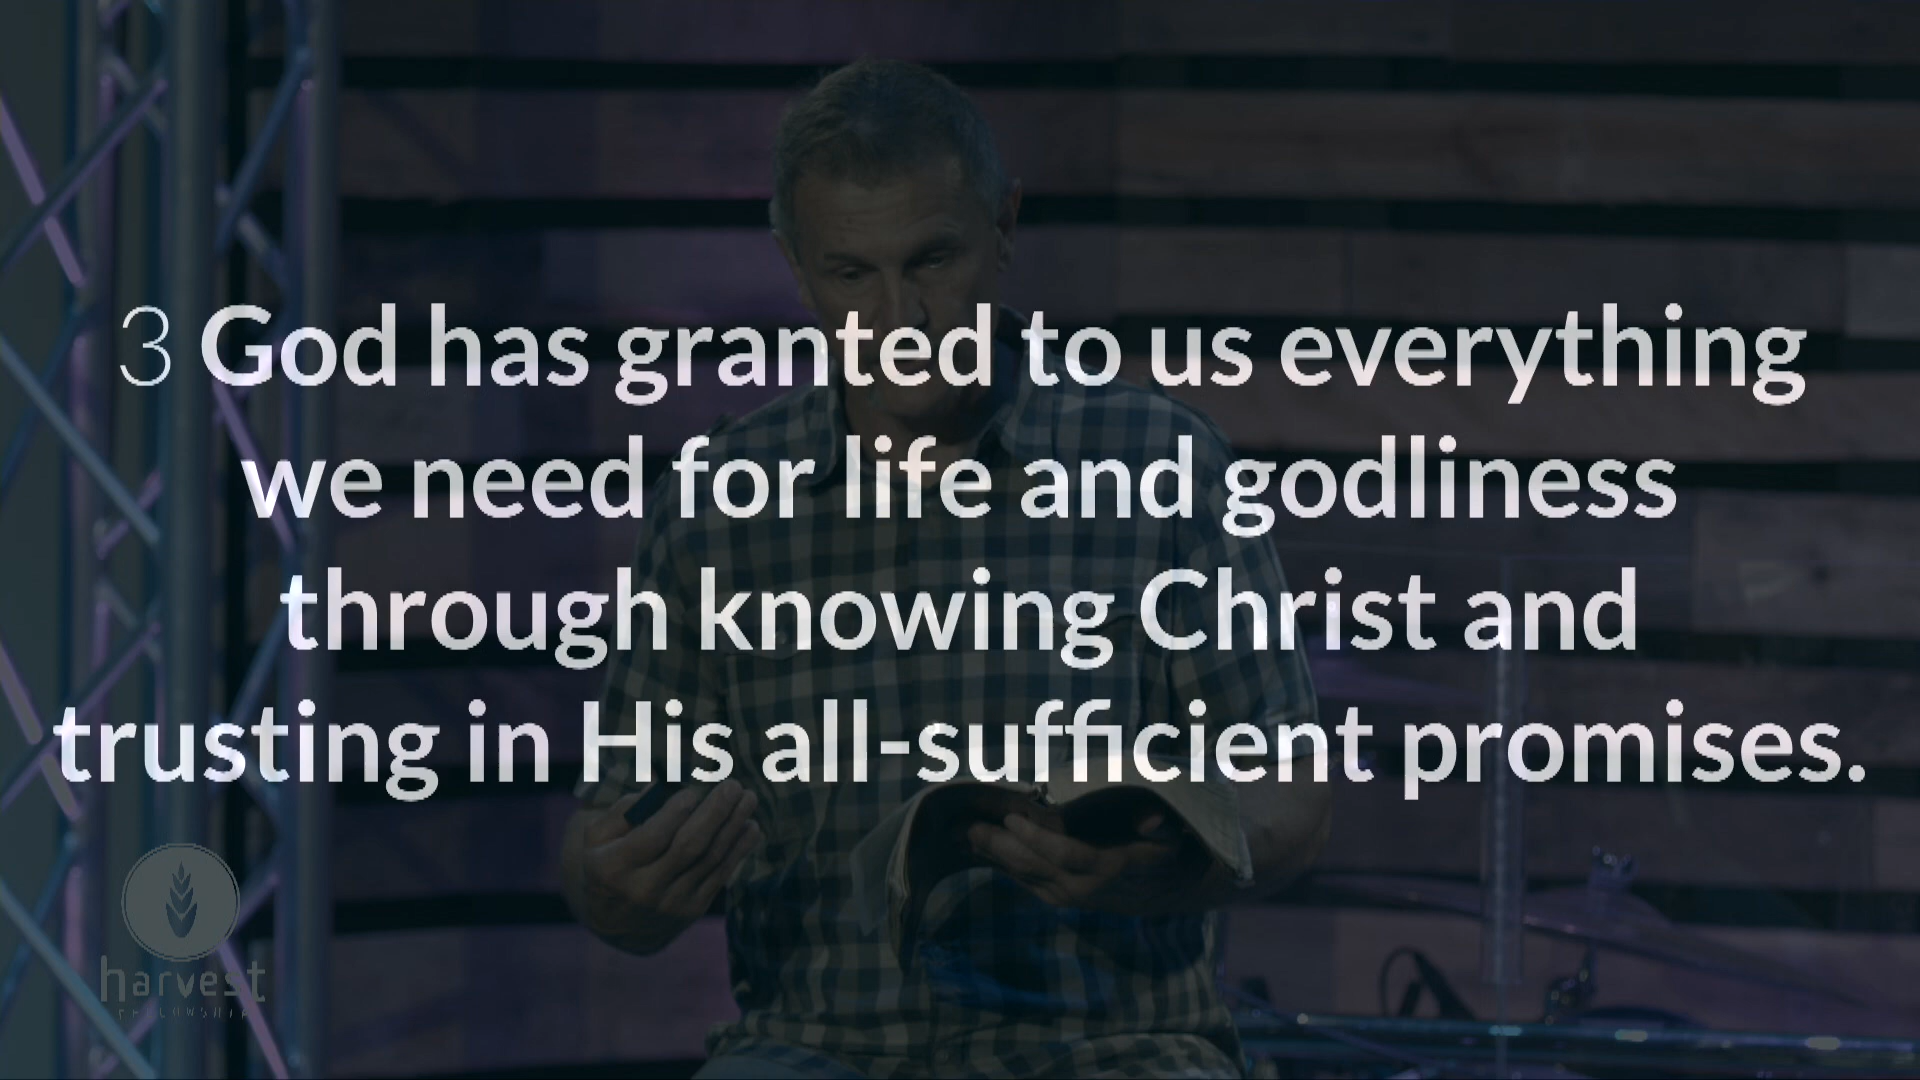 3 God has granted to us everything
we need for life and godliness
through knowing Christ and
trusting in His all-sufficient promises.
harvest
FELLOWSHIP